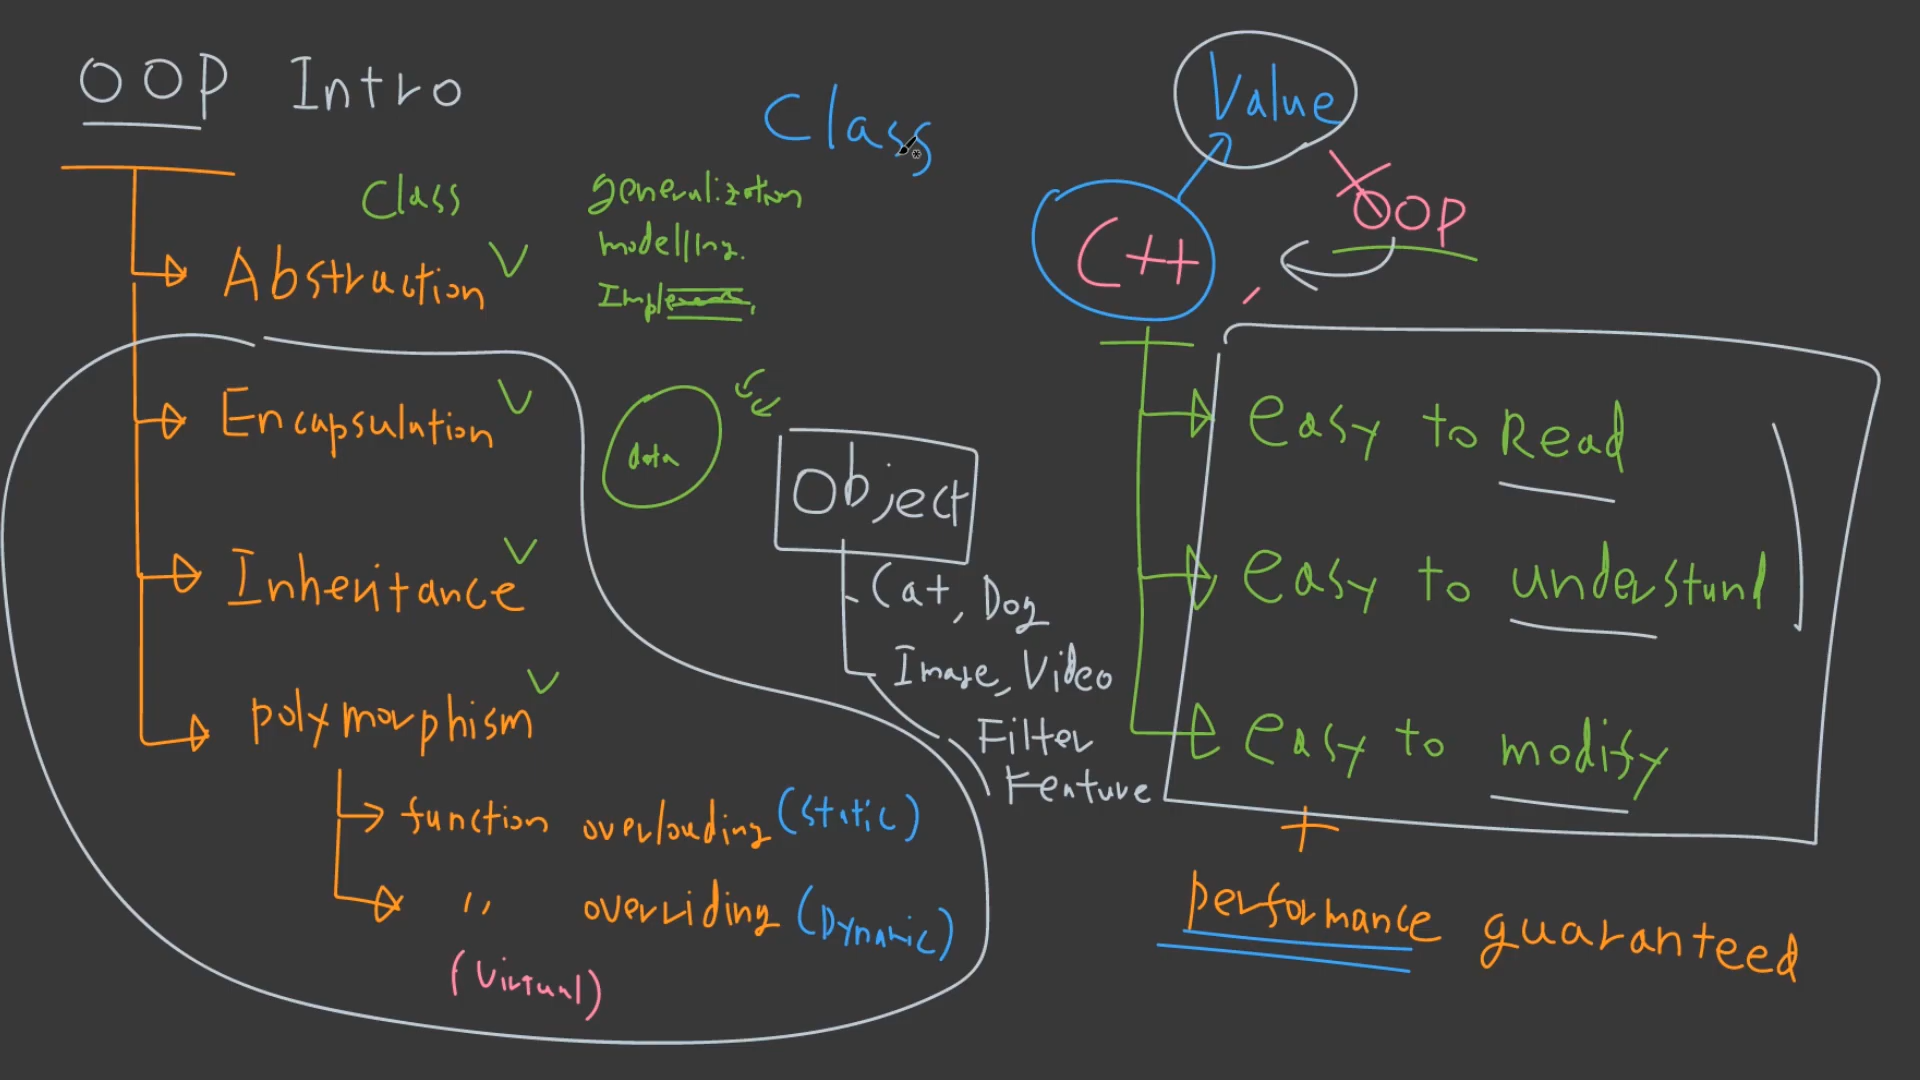 OOP Intro
Class
Class
Abstraction
generalization
modelling.
Imple
Encapsulation
data
Inheritance
polymorphism
function overloading (Static)
〃 overriding (Dynamic)
(Virtual)
Object
Cat, Dog
Image, Video
Filter
Feature
Value
OOP
C++
easy to Read
easy to understand
easy to modify
+
performance guaranteed